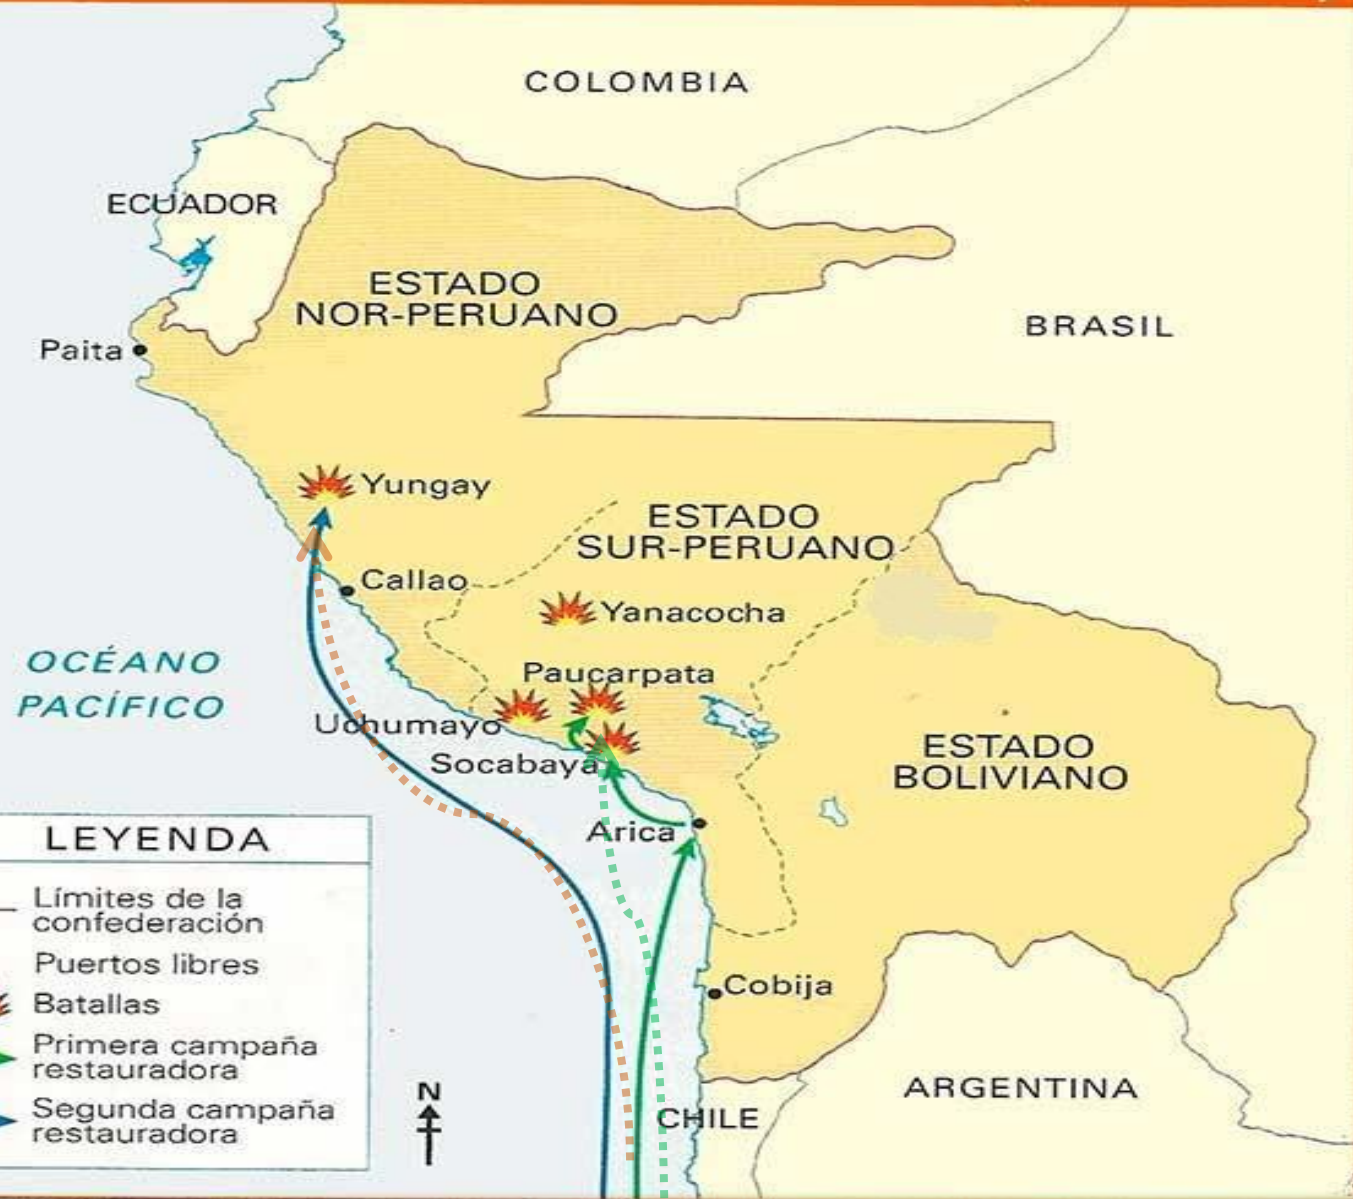 COLOMBIA
ECUADOR
ESTADO
NOR-PERUANO
BRASIL
Paita
Yungay
ESTADO
SUR-PERUANO
Callao
Yanacocha
OCÉANO
PACÍFICO
Paucarpata
Uchumayo
Socabaya
ESTADO
BOLIVIANO
Arica
LEYENDA
Límites de la
confederación
Puertos libres
Batallas
Primera campaña
restauradora
Segunda campaña
restauradora
N
Cobija
CHILE
ARGENTINA